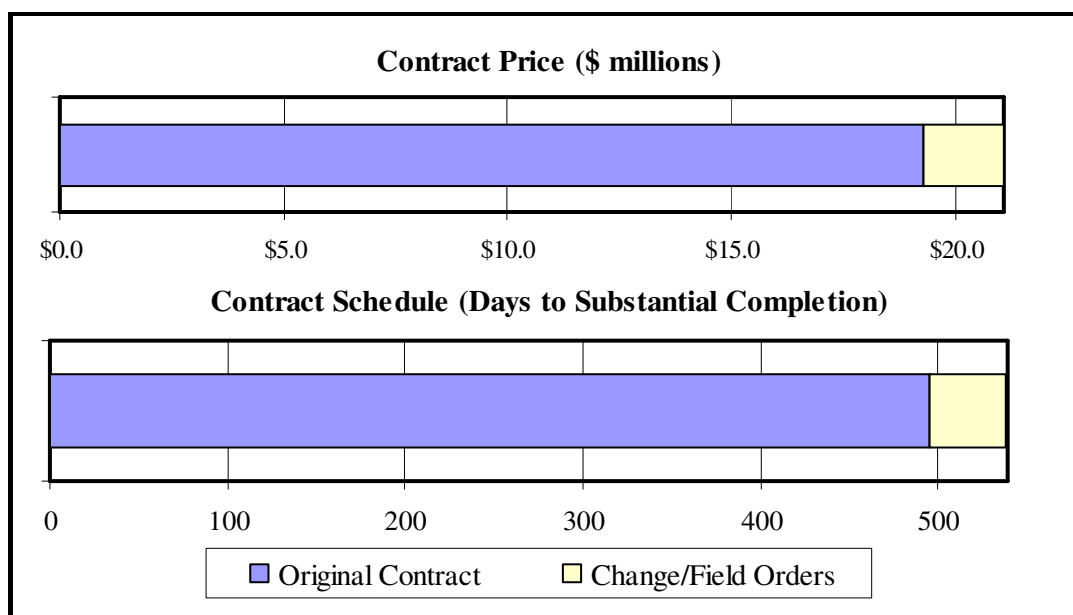 Contract Price ($ millions)
$0.0 $5.0 $10.0 $15.0 $20.0
Contract Schedule (Days to Substantial Completion)
0 100 200 300 400 500
Original Contract Change/Field Orders